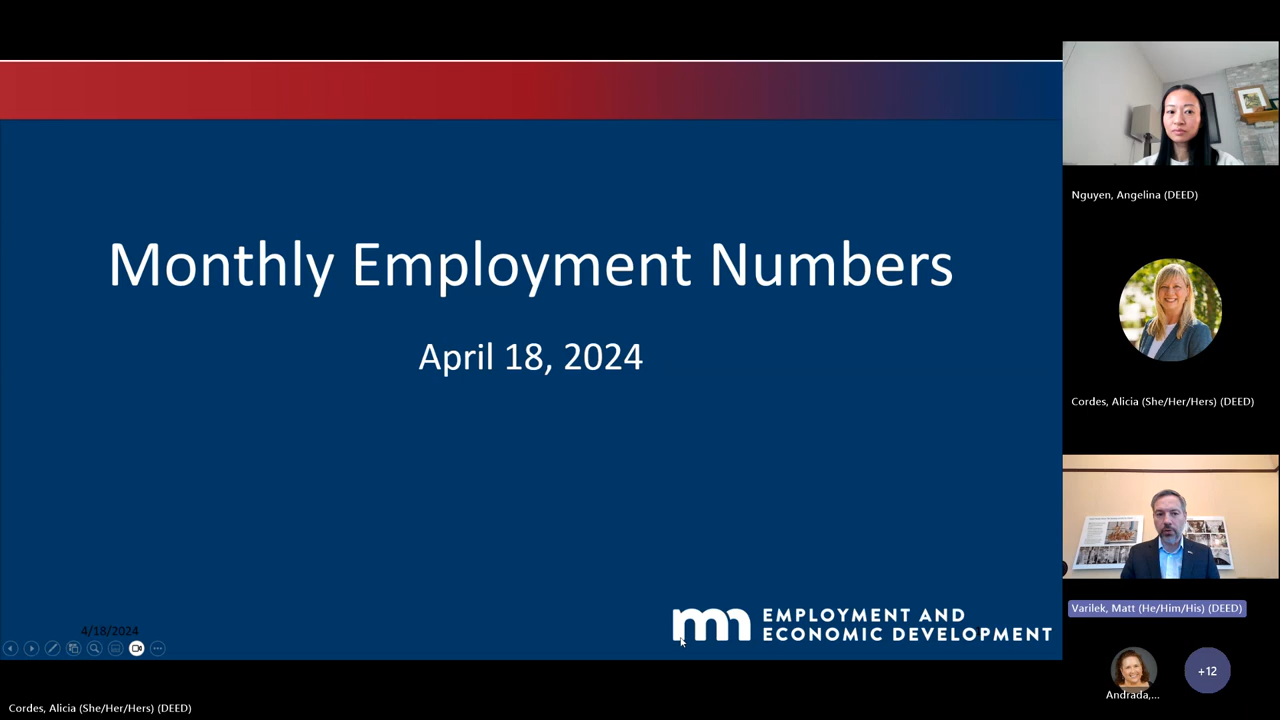 Monthly Employment Numbers
April 18, 2024
4/18/2024
mn EMPLOYMENT AND
ECONOMIC DEVELOPMENT
Nguyen, Angelina (DEED)
Cordes, Alicia (She/Her/Hers) (DEED)
Varilek, Matt (He/Him/His) (DEED)
Andrada,...
+12
Cordes, Alicia (She/Her/Hers) (DEED)